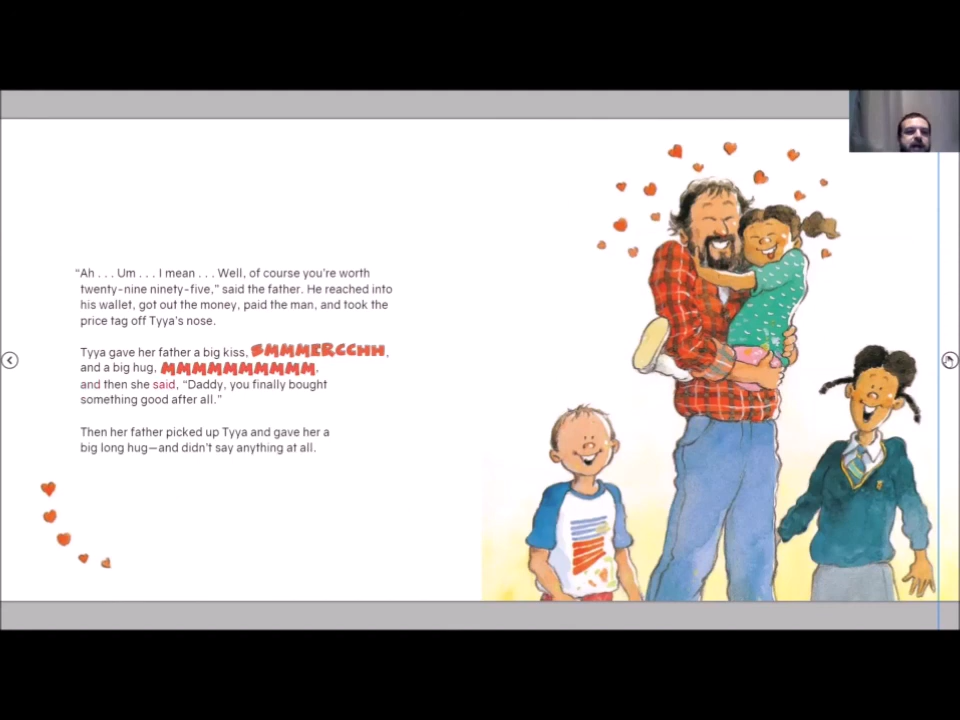 “Ah . . . Um . . . I mean . . . Well, of course you’re worth
twenty-nine ninety-five,” said the father. He reached into
his wallet, got out the money, paid the man, and took the
price tag off Tyya’s nose.
Tyya gave her father a big kiss, SMMMERCCHH,
and a big hug, MMMMMMMMMM,
and then she said, “Daddy, you finally bought
something good after all.”
Then her father picked up Tyya and gave her a
big long hug—and didn’t say anything at all.